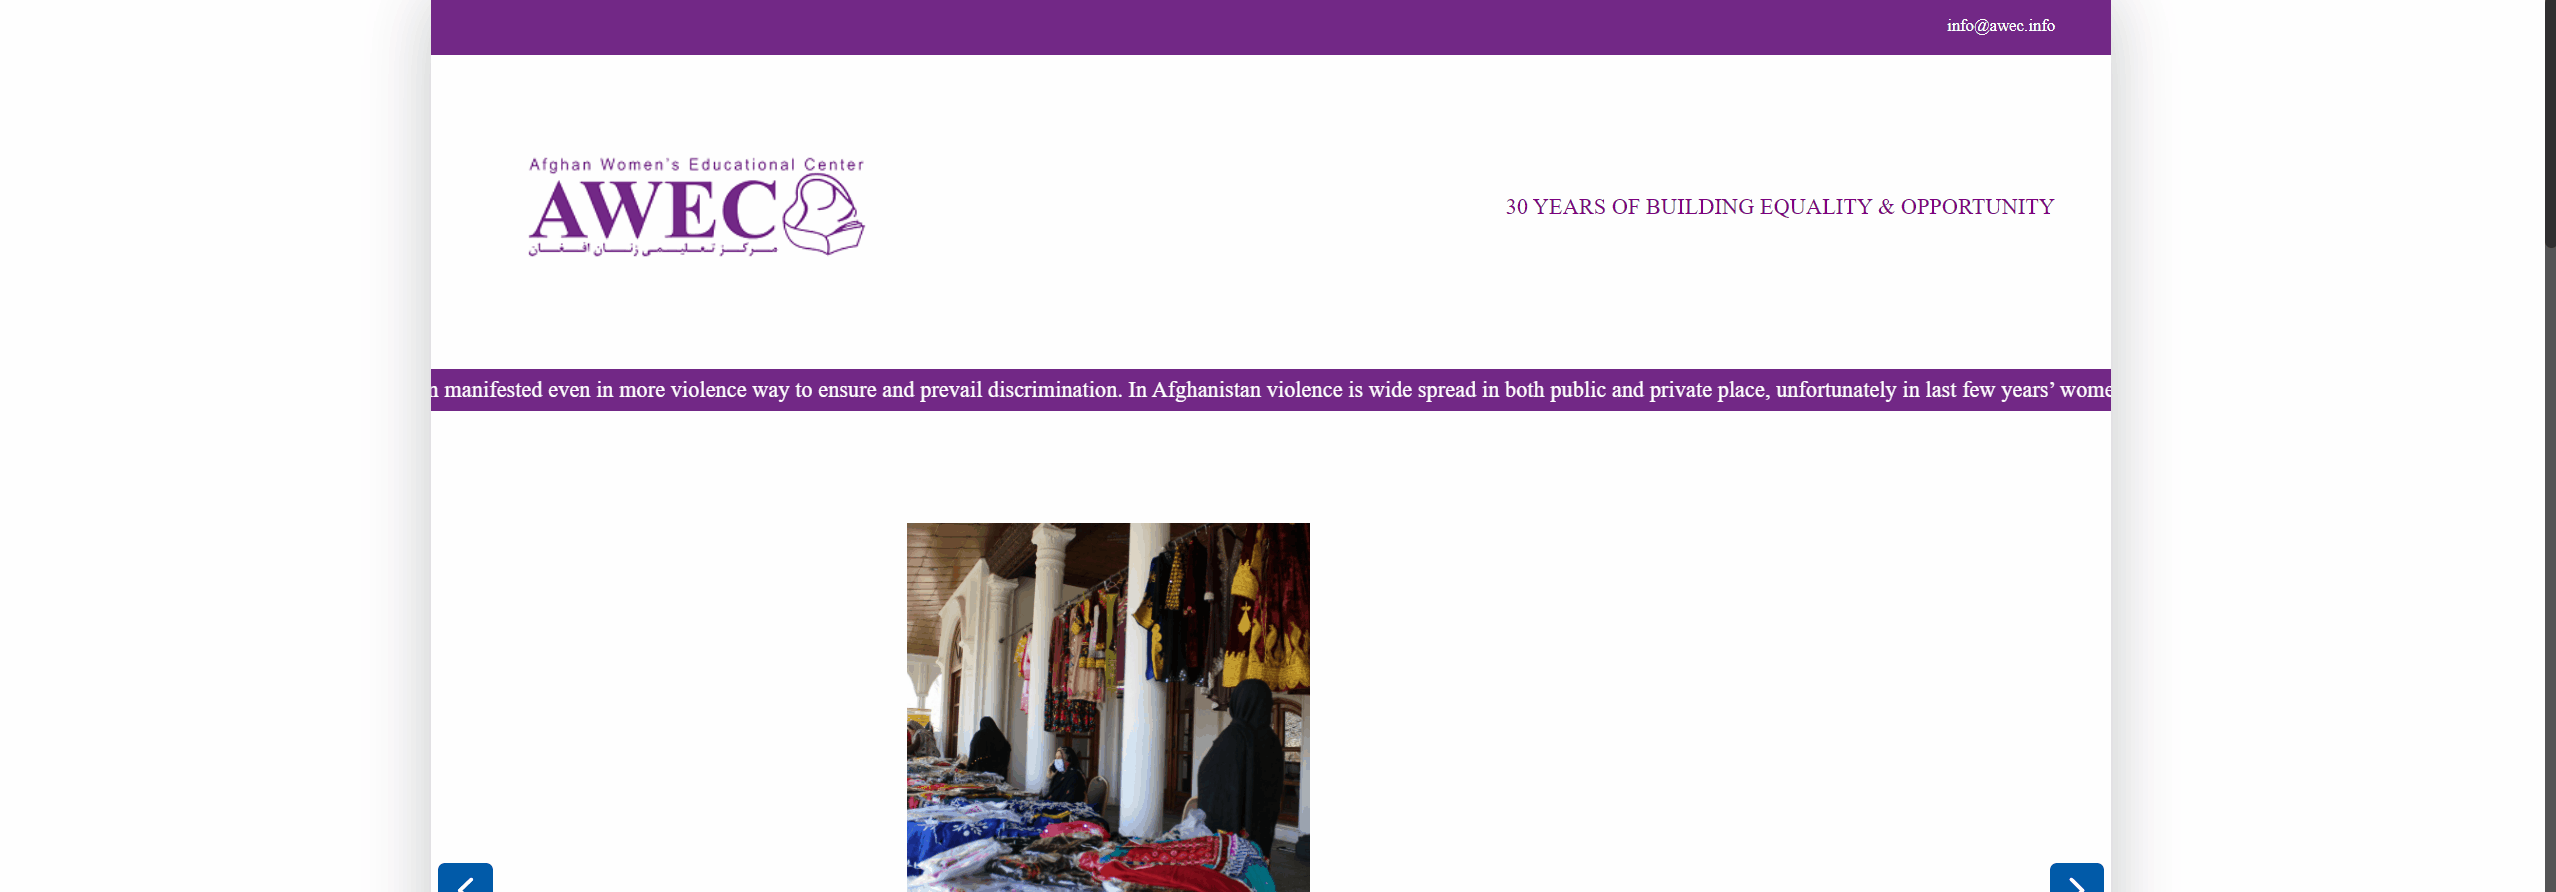 info@awec.info
Afghan Women's Educational Center
AWEC
مرکز تعلیمی زنان افغان
30 YEARS OF BUILDING EQUALITY & OPPORTUNITY
n manifested even in more violence way to ensure and prevail discrimination. In Afghanistan violence is wide spread in both public and private place, unfortunately in last few years’ wome